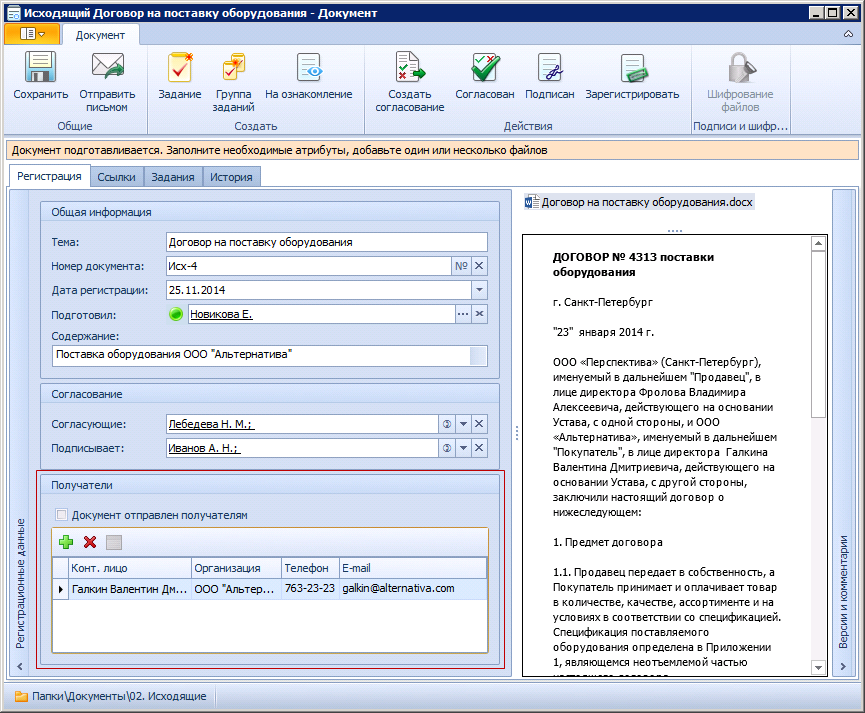 Исходящий Договор на поставку оборудования - Документ
Документ
Сохранить
Отправить
письмом
Общие
Задание
Группа
заданий
На ознакомление
Создать
Создать
согласование
Согласован
Подписан
Зарегистрировать
Действия
Шифрование
файлов
Подписи и шифр...
Документ подготавливается. Заполните необходимые атрибуты, добавьте один или несколько файлов
Регистрация
Ссылки
Задания
История
Регистрационные данные
Общая информация
Тема:
Договор на поставку оборудования
Номер документа:
Исх-4
№
Дата регистрации:
25.11.2014
Подготовил:
Новикова Е.
Содержание:
Поставка оборудования ООО "Альтернатива"
Согласование
Согласующие:
Лебедева Н. М.;
Подписывает:
Иванов А. Н.;
Получатели
Документ отправлен получателям
Конт. лицо
Организация
Телефон
E-mail
Галкин Валентин Дм...
ООО "Альтер...
763-23-23
galkin@alternativa.com
Договор на поставку оборудования.docx
ДОГОВОР № 4313 поставки
оборудования
г. Санкт-Петербург
"23" января 2014 г.
ООО «Перспектива» (Санкт-Петербург),
именуемый в дальнейшем "Продавец", в
лице директора Фролова Владимира
Алексеевича, действующего на основании
Устава, с одной стороны, и ООО
«Альтернатива», именуемый в дальнейшем
"Покупатель", в лице директора Галкина
Валентина Дмитриевича, действующего на
основании Устава, с другой стороны,
заключили настоящий договор о
нижеследующем:
1. Предмет договора
1.1. Продавец передает в собственность, а
Покупатель принимает и оплачивает товар
в количестве, качестве, ассортименте и на
условиях в соответствии со спецификацией.
Спецификация поставляемого
оборудования определена в Приложении
1, являющемся неотъемлемой частью
настоящего договора.
Версии и комментарии
Папки\Документы\02. Исходящие